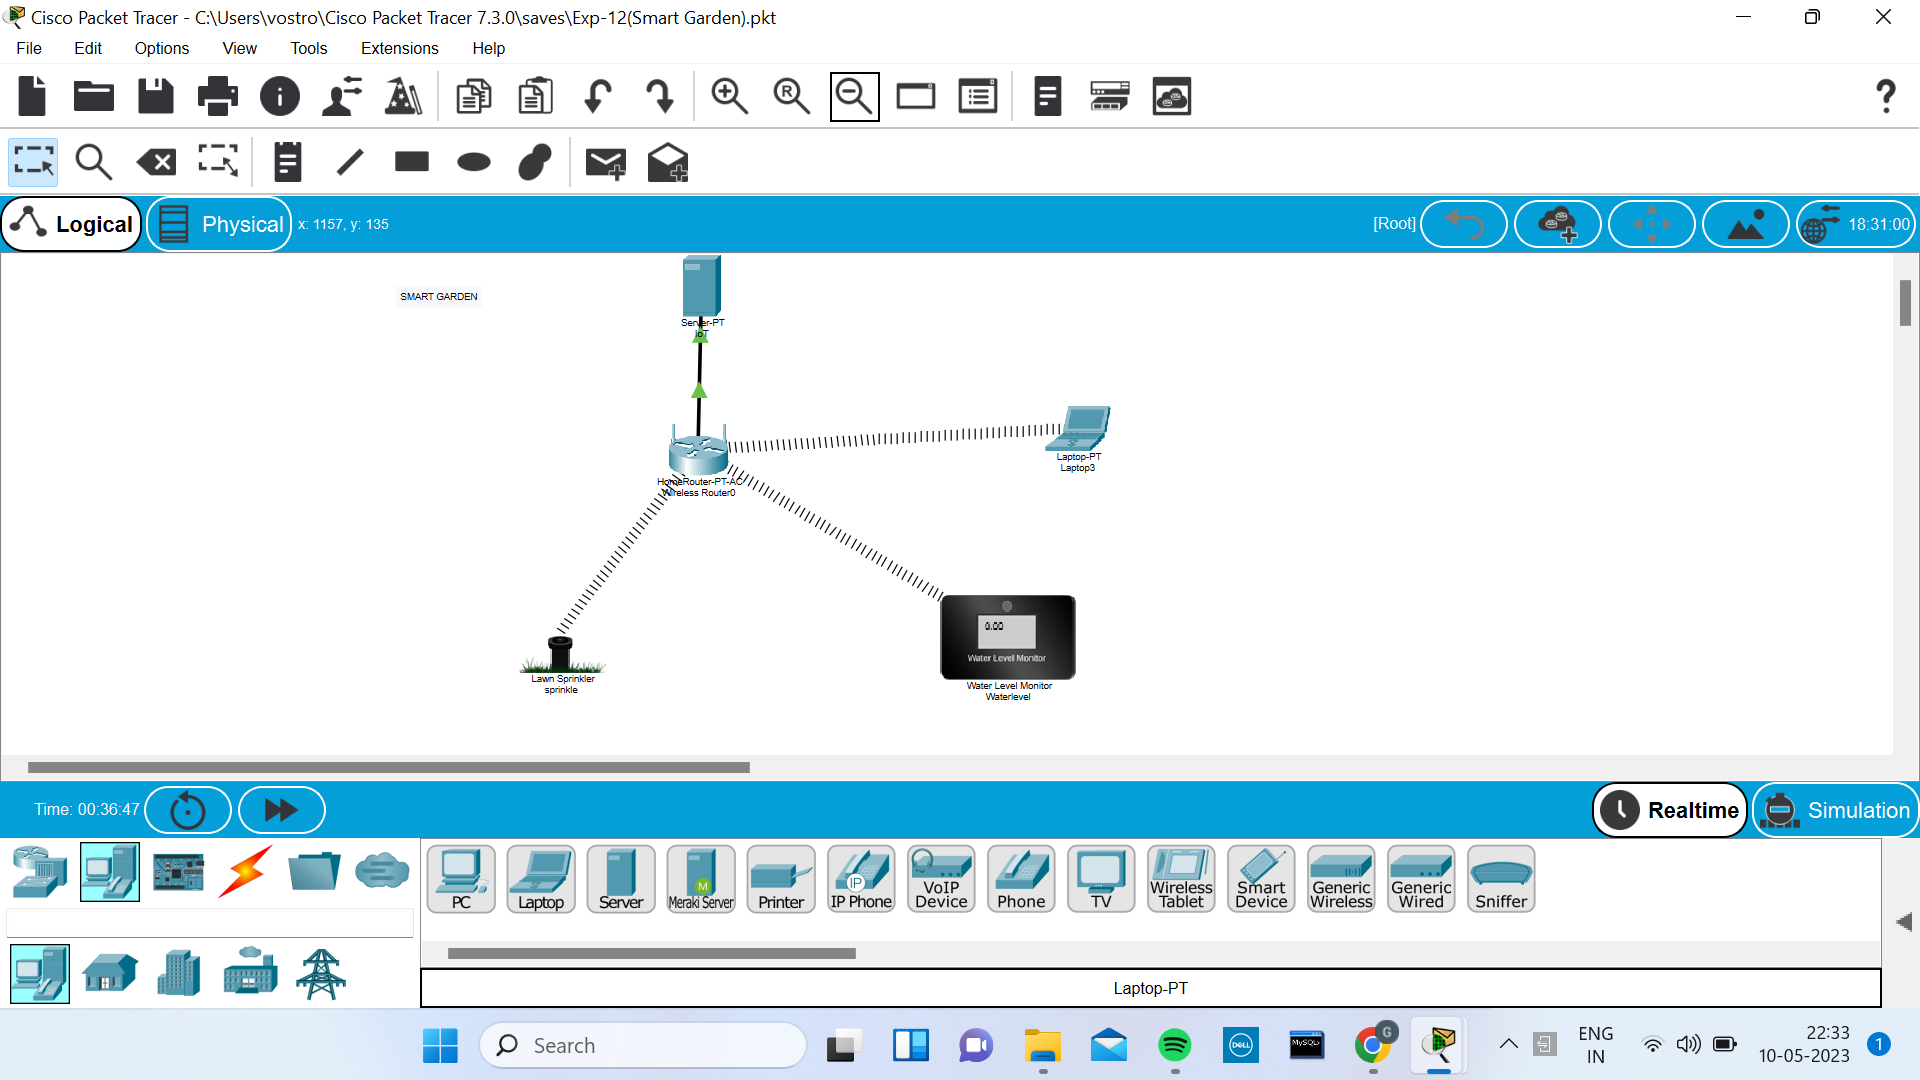 Cisco Packet Tracer - C:\Users\vostro\Cisco Packet Tracer 7.3.0\saves\Exp-12(Smart Garden).pkt
File Edit Options View Tools Extensions Help
R
?
Logical Physical x: 1157, y: 135 [Root] 18:31:00
SMART GARDEN
Server-PT
IoT
Laptop-PT
Laptop3
HomeRouter-PT-AC
Wireless Router0
0.00
Water Level Monitor
Lawn Sprinkler
sprinkle
Water Level Monitor
Waterlevel
Time: 00:36:47 Realtime Simulation
PC Laptop Server Meraki Server Printer IP Phone VoIP Device Phone TV Wireless Tablet Smart Device Generic Wireless Generic Wired Sniffer
M
IP
Laptop-PT
Search
DELL
MySQL
G
ENG
IN
22:33
10-05-2023
1